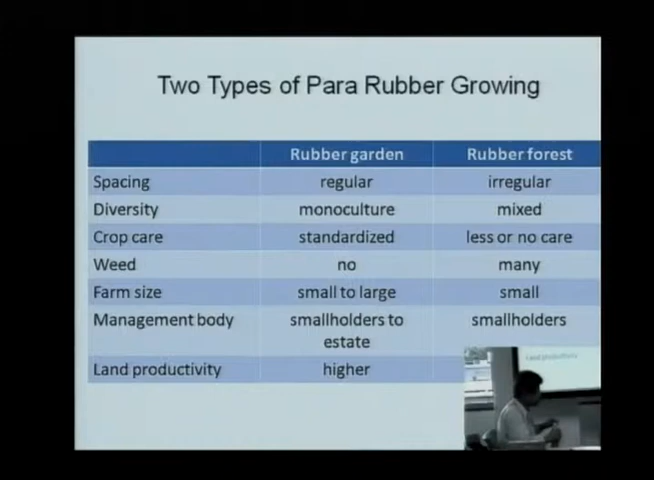 Two Types of Para Rubber Growing
Rubber garden Rubber forest
Spacing regular irregular
Diversity monoculture mixed
Crop care standardized less or no care
Weed no many
Farm size small to large small
Management body smallholders to estate smallholders
Land productivity higher